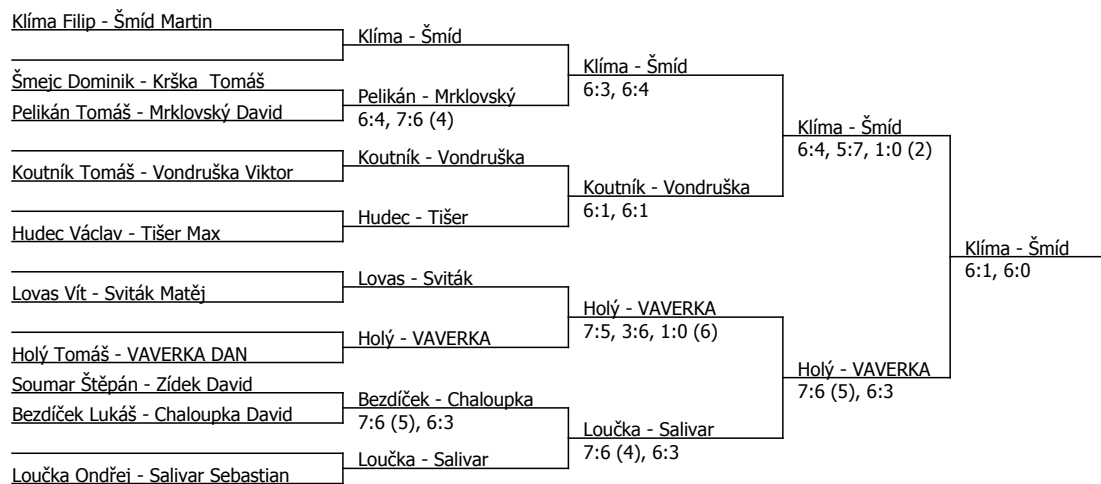 Klíma Filip - Šmíd Martin
Klíma - Šmíd
Klíma - Šmíd
6:3, 6:4
Šmejc Dominik - Krška  Tomáš
Pelikán - Mrklovský
6:4, 7:6 (4)
Pelikán Tomáš - Mrklovský David
Klíma - Šmíd
6:4, 5:7, 1:0 (2)
Koutník - Vondruška
Koutník Tomáš - Vondruška Viktor
Koutník - Vondruška
6:1, 6:1
Hudec - Tišer
Hudec Václav - Tišer Max
Klíma - Šmíd
6:1, 6:0
Lovas - Sviták
Lovas Vít - Sviták Matěj
Holý - VAVERKA
7:5, 3:6, 1:0 (6)
Holý - VAVERKA
Holý Tomáš - VAVERKA DAN
Holý - VAVERKA
7:6 (5), 6:3
Soumar Štěpán - Zídek David
Bezdíček - Chaloupka
7:6 (5), 6:3
Bezdíček Lukáš - Chaloupka David
Loučka - Salivar
7:6 (4), 6:3
Loučka - Salivar
Loučka Ondřej - Salivar Sebastian